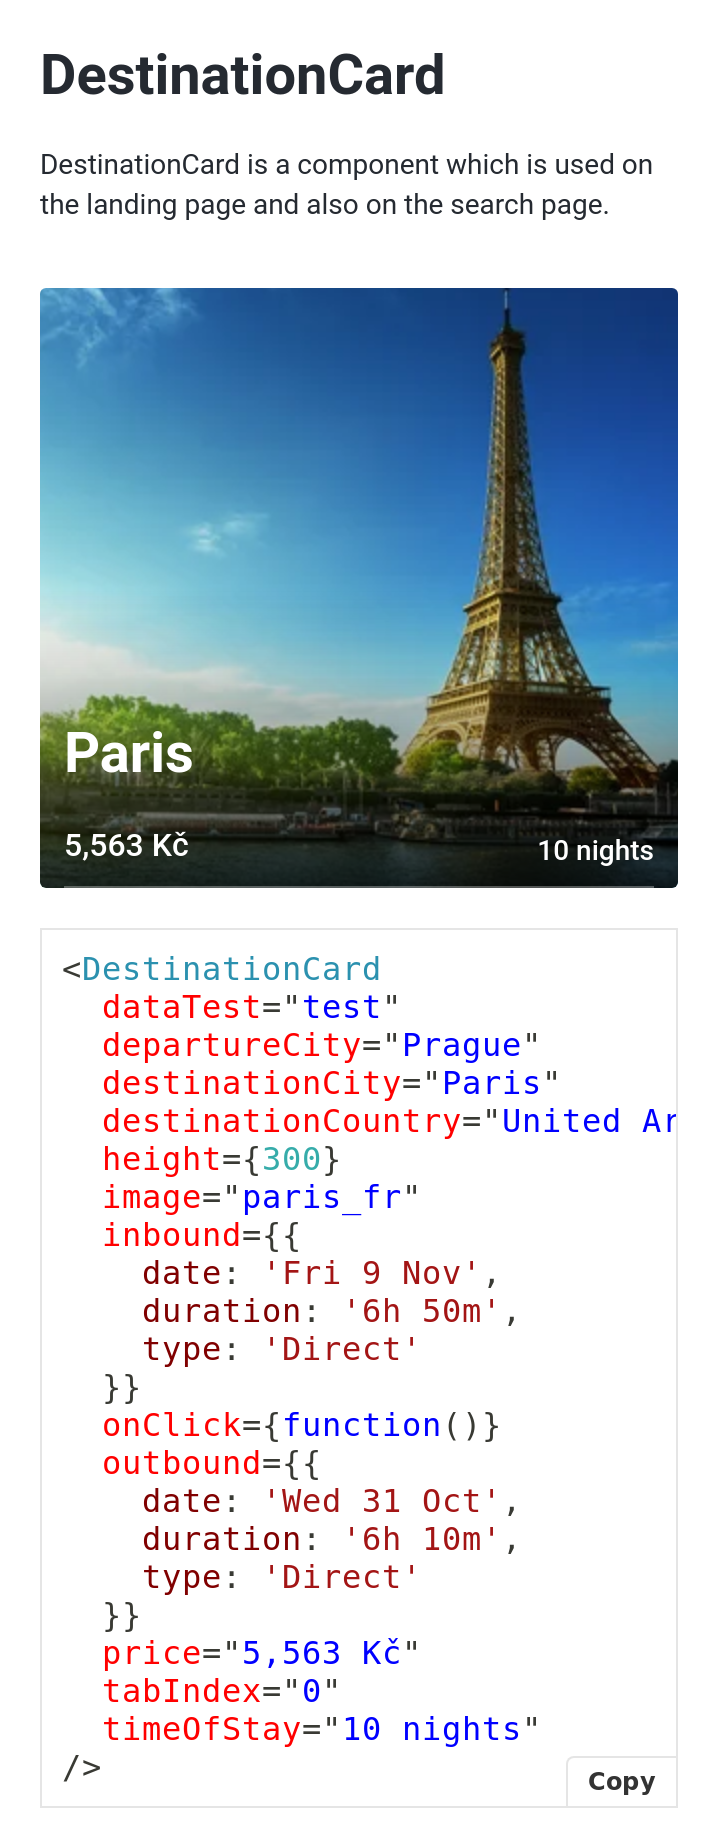 DestinationCard
DestinationCard is a component which is used on
the landing page and also on the search page.
Paris
5,563 Kč
10 nights
<DestinationCard
  dataTest="test"
  departureCity="Prague"
  destinationCity="Paris"
  destinationCountry="United Ar
  height={300}
  image="paris_fr"
  inbound={{
    date: 'Fri 9 Nov',
    duration: '6h 50m',
    type: 'Direct'
  }}
  onClick={function()}
  outbound={{
    date: 'Wed 31 Oct',
    duration: '6h 10m',
    type: 'Direct'
  }}
  price="5,563 Kč"
  tabIndex="0"
  timeOfStay="10 nights"
/>
Copy